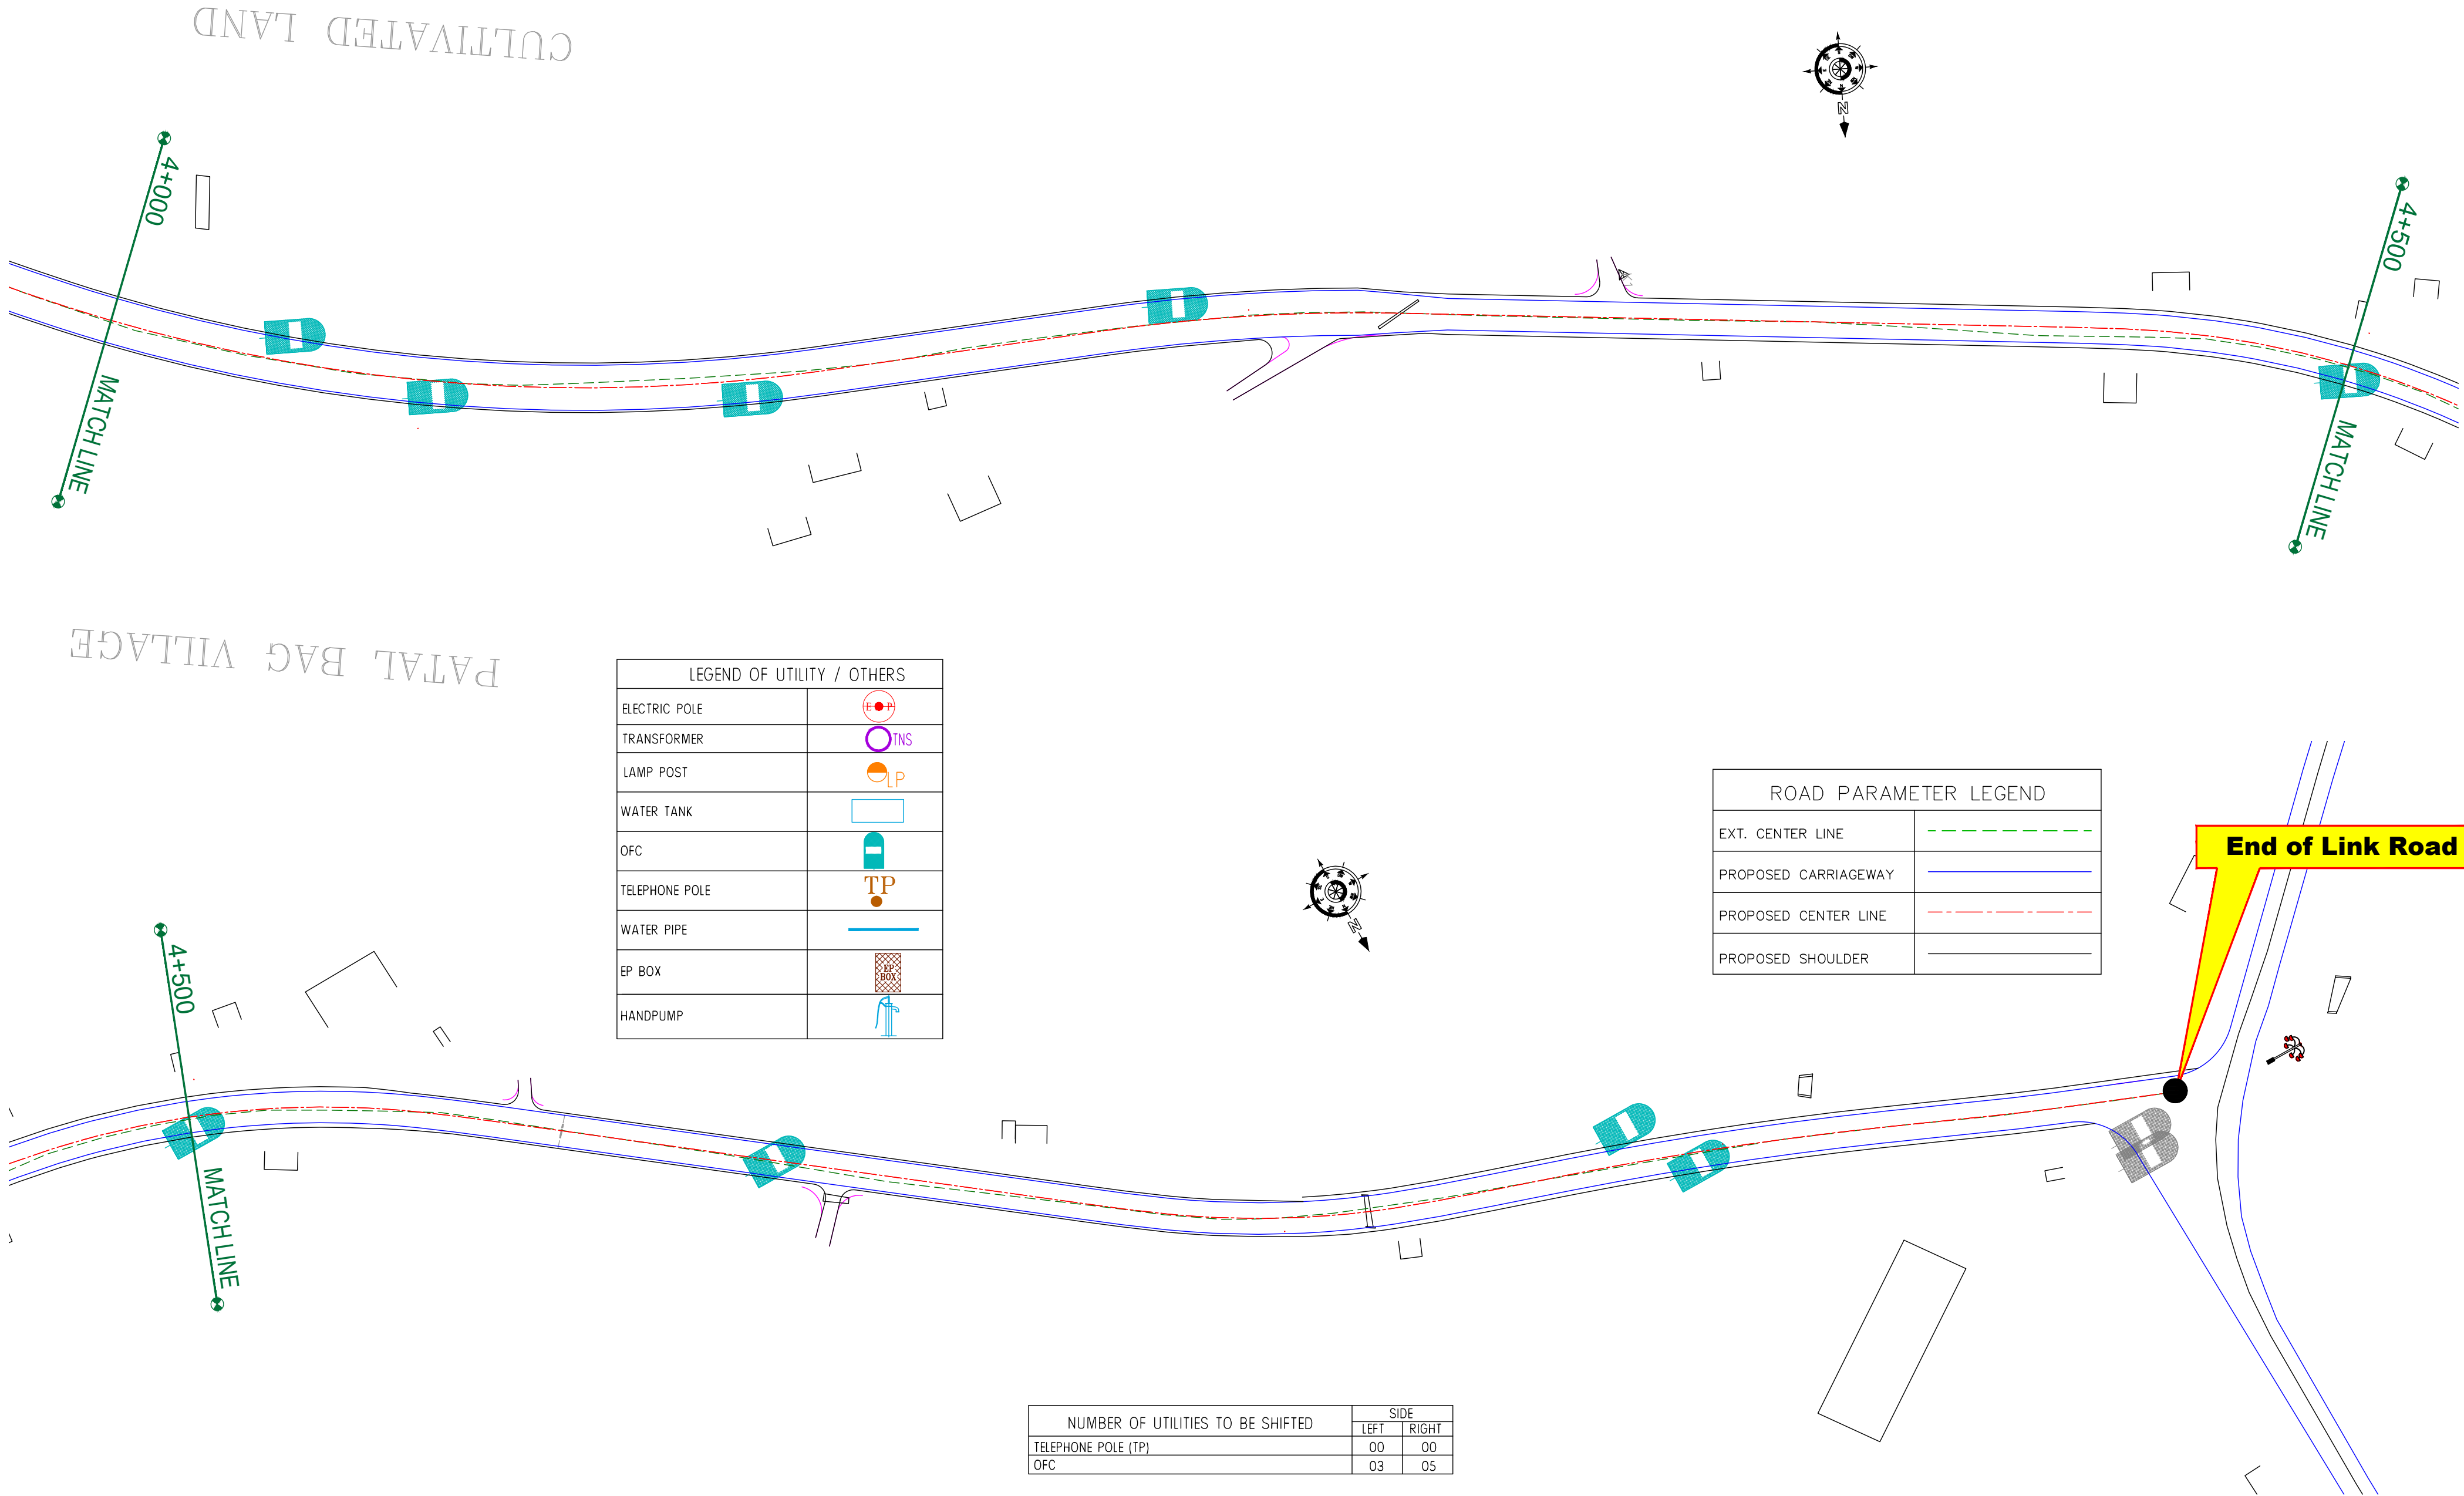 CULTIVATED LAND
N
4+000
MATCH LINE
4+500
MATCH LINE
PATAL BAG VILLAGE
LEGEND OF UTILITY / OTHERS
ELECTRIC POLE E P
TRANSFORMER TNS
LAMP POST LP
WATER TANK
OFC
TELEPHONE POLE TP
WATER PIPE
EP BOX EP BOX
HANDPUMP
N
ROAD PARAMETER LEGEND
EXT. CENTER LINE
PROPOSED CARRIAGEWAY
PROPOSED CENTER LINE
PROPOSED SHOULDER
End of Link Road
4+500
MATCH LINE
NUMBER OF UTILITIES TO BE SHIFTED SIDE
LEFT RIGHT
TELEPHONE POLE (TP) 00 00
OFC 03 05